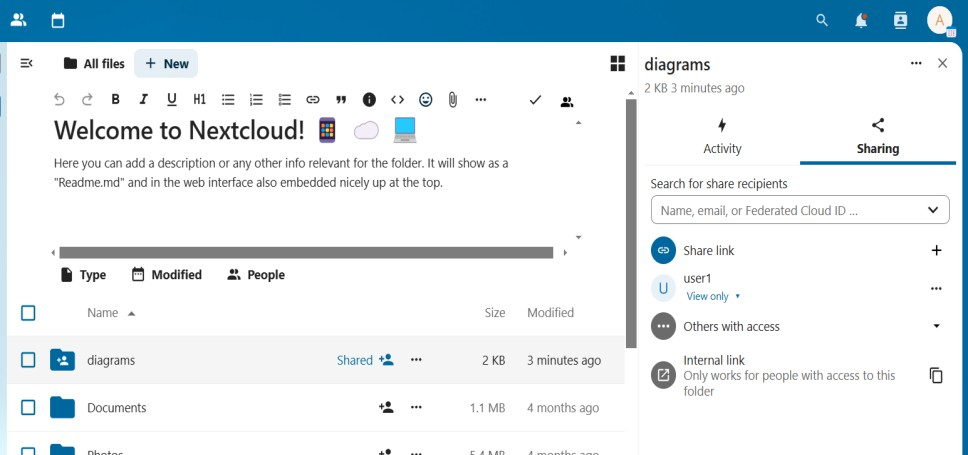 A
All files
+ New
B I U H1
Welcome to Nextcloud!
Here you can add a description or any other info relevant for the folder. It will show as a
"Readme.md" and in the web interface also embedded nicely up at the top.
Type Modified People
Name Size Modified
diagrams Shared 2 KB 3 minutes ago
Documents 1.1 MB 4 months ago
Photos 5.4 MB 4 months ago
diagrams
2 KB 3 minutes ago
Activity Sharing
Search for share recipients
Name, email, or Federated Cloud ID ...
Share link
U user1
View only
Others with access
Internal link
Only works for people with access to this
folder